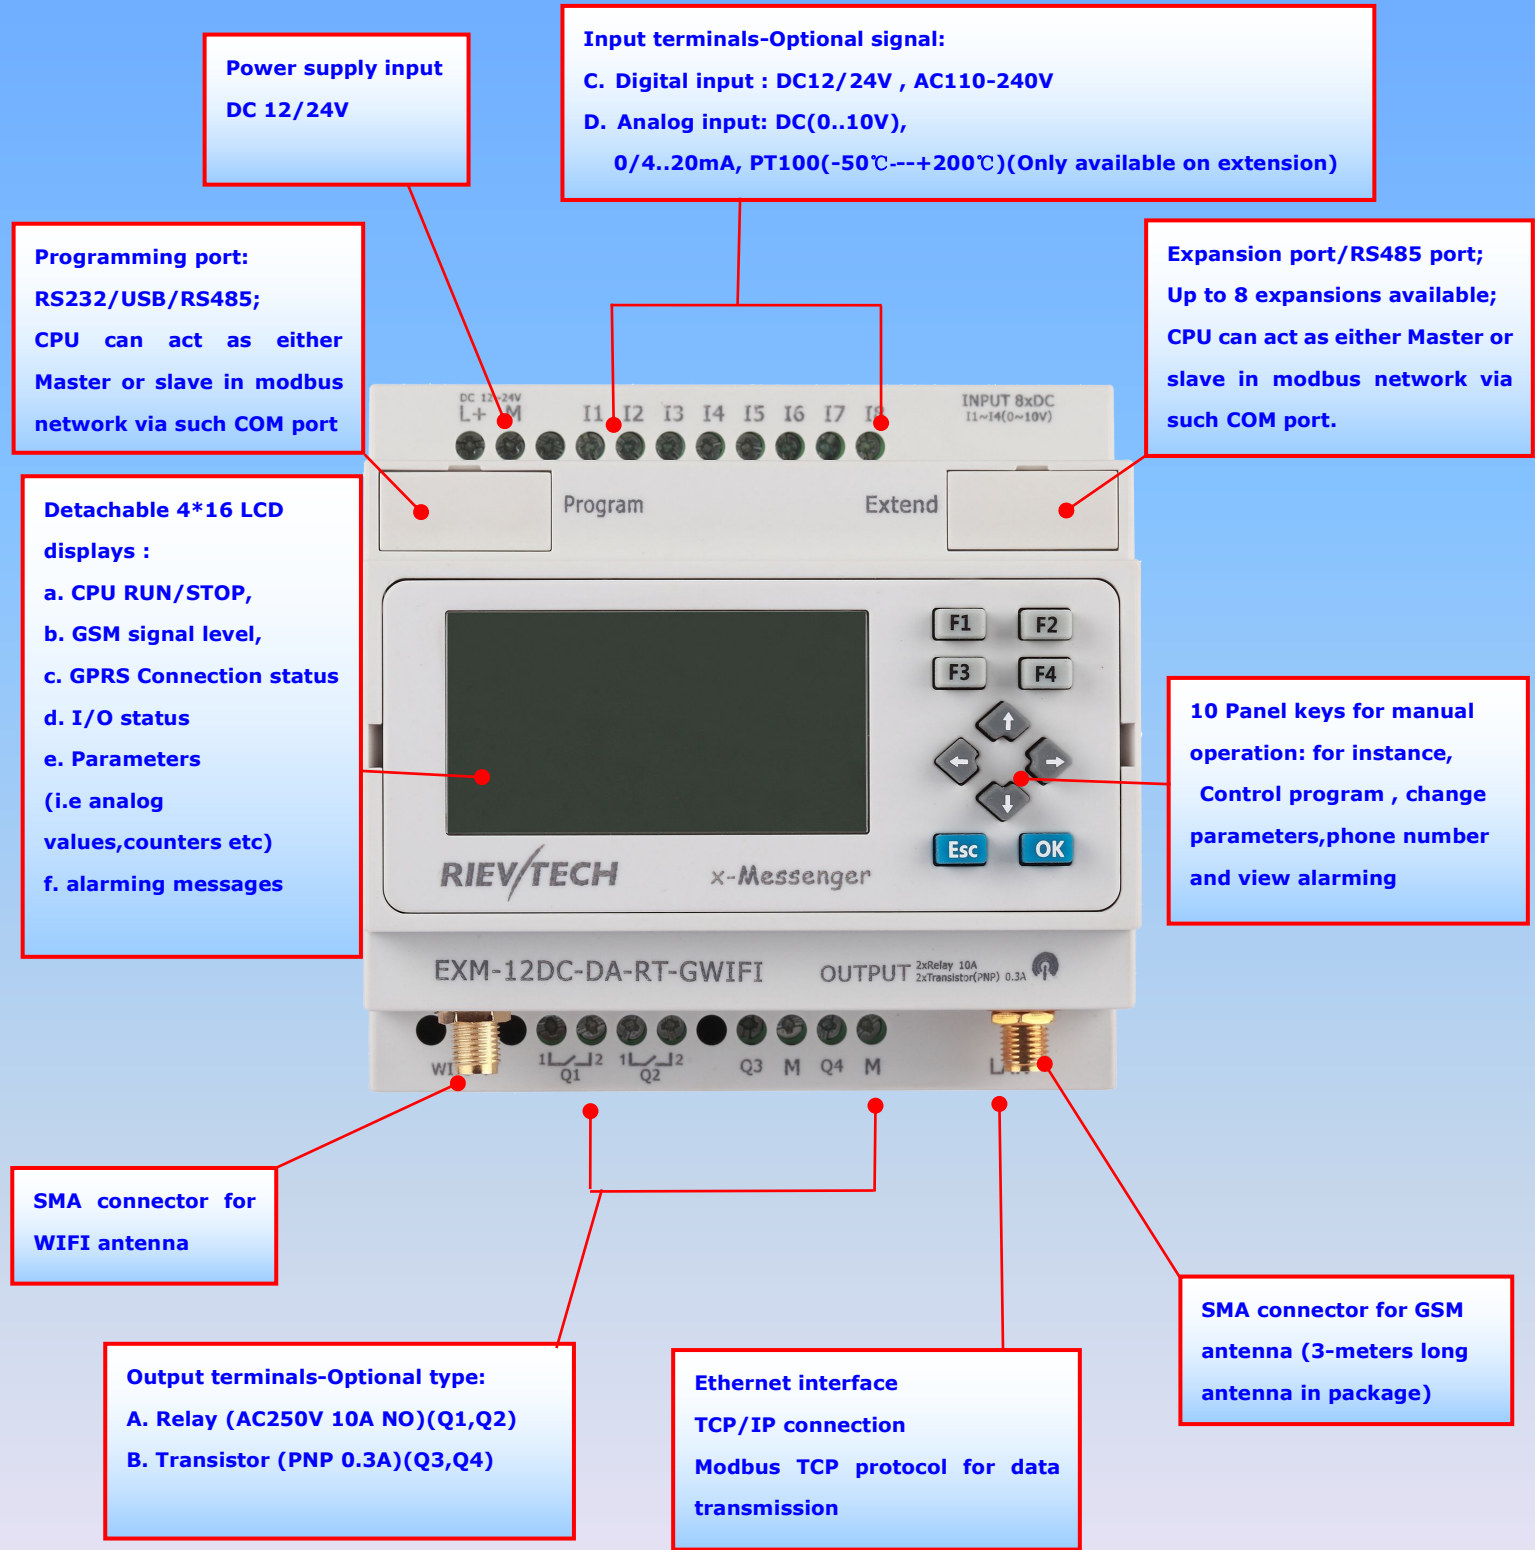 Power supply input
DC 12/24V
Input terminals-Optional signal:
C. Digital input : DC12/24V , AC110-240V
D. Analog input: DC(0..10V),
0/4..20mA, PT100(-50℃---+200℃)(Only available on extension)
Programming port:
RS232/USB/RS485;
CPU can act as either
Master or slave in modbus
network via such COM port
Expansion port/RS485 port;
Up to 8 expansions available;
CPU can act as either Master or
slave in modbus network via
such COM port.
DC 12~24V
L+ M I1 I2 I3 I4 I5 I6 I7 I8
INPUT 8xDC
I1~I4(0~10V)
Program
Extend
Detachable 4*16 LCD
displays :
a. CPU RUN/STOP,
b. GSM signal level,
c. GPRS Connection status
d. I/O status
e. Parameters
(i.e analog
values,counters etc)
f. alarming messages
F1 F2
F3 F4
Esc OK
10 Panel keys for manual
operation: for instance,
Control program , change
parameters,phone number
and view alarming
RIEVTECH
x-Messenger
EXM-12DC-DA-RT-GWIFI
OUTPUT
2xRelay 10A
2xTransistor(PNP) 0.3A
1 2 1 2
Q1 Q2 Q3 M Q4 M
SMA connector for
WIFI antenna
SMA connector for GSM
antenna (3-meters long
antenna in package)
Output terminals-Optional type:
A. Relay (AC250V 10A NO)(Q1,Q2)
B. Transistor (PNP 0.3A)(Q3,Q4)
Ethernet interface
TCP/IP connection
Modbus TCP protocol for data
transmission